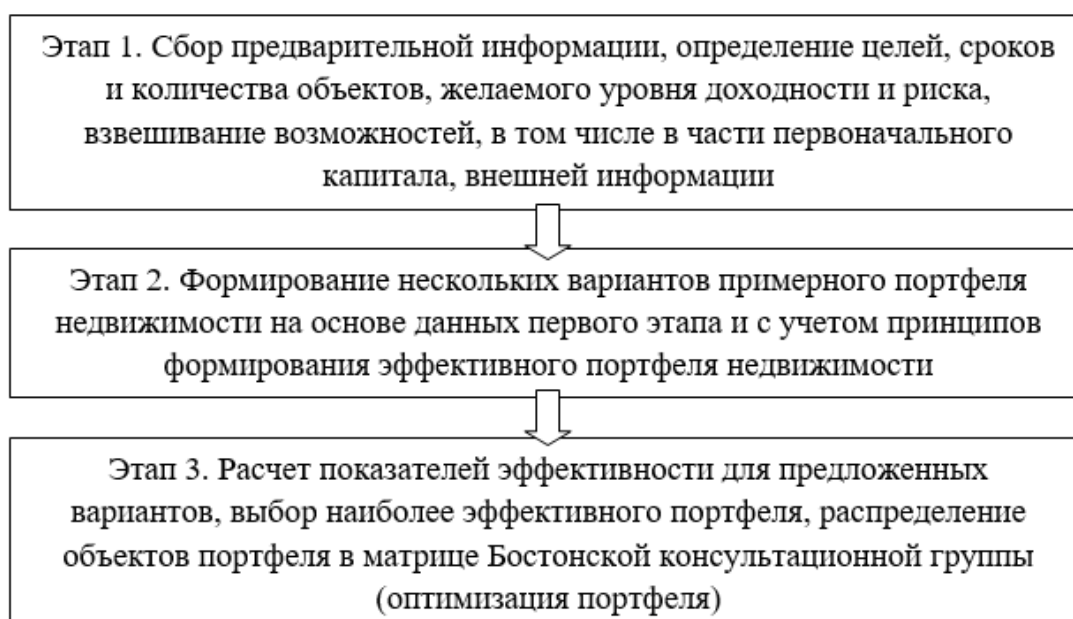 Этап 1. Сбор предварительной информации, определение целей, сроков
и количества объектов, желаемого уровня доходности и риска,
взвешивание возможностей, в том числе в части первоначального
капитала, внешней информации
Этап 2. Формирование нескольких вариантов примерного портфеля
недвижимости на основе данных первого этапа и с учетом принципов
формирования эффективного портфеля недвижимости
Этап 3. Расчет показателей эффективности для предложенных
вариантов, выбор наиболее эффективного портфеля, распределение
объектов портфеля в матрице Бостонской консультационной группы
(оптимизация портфеля)